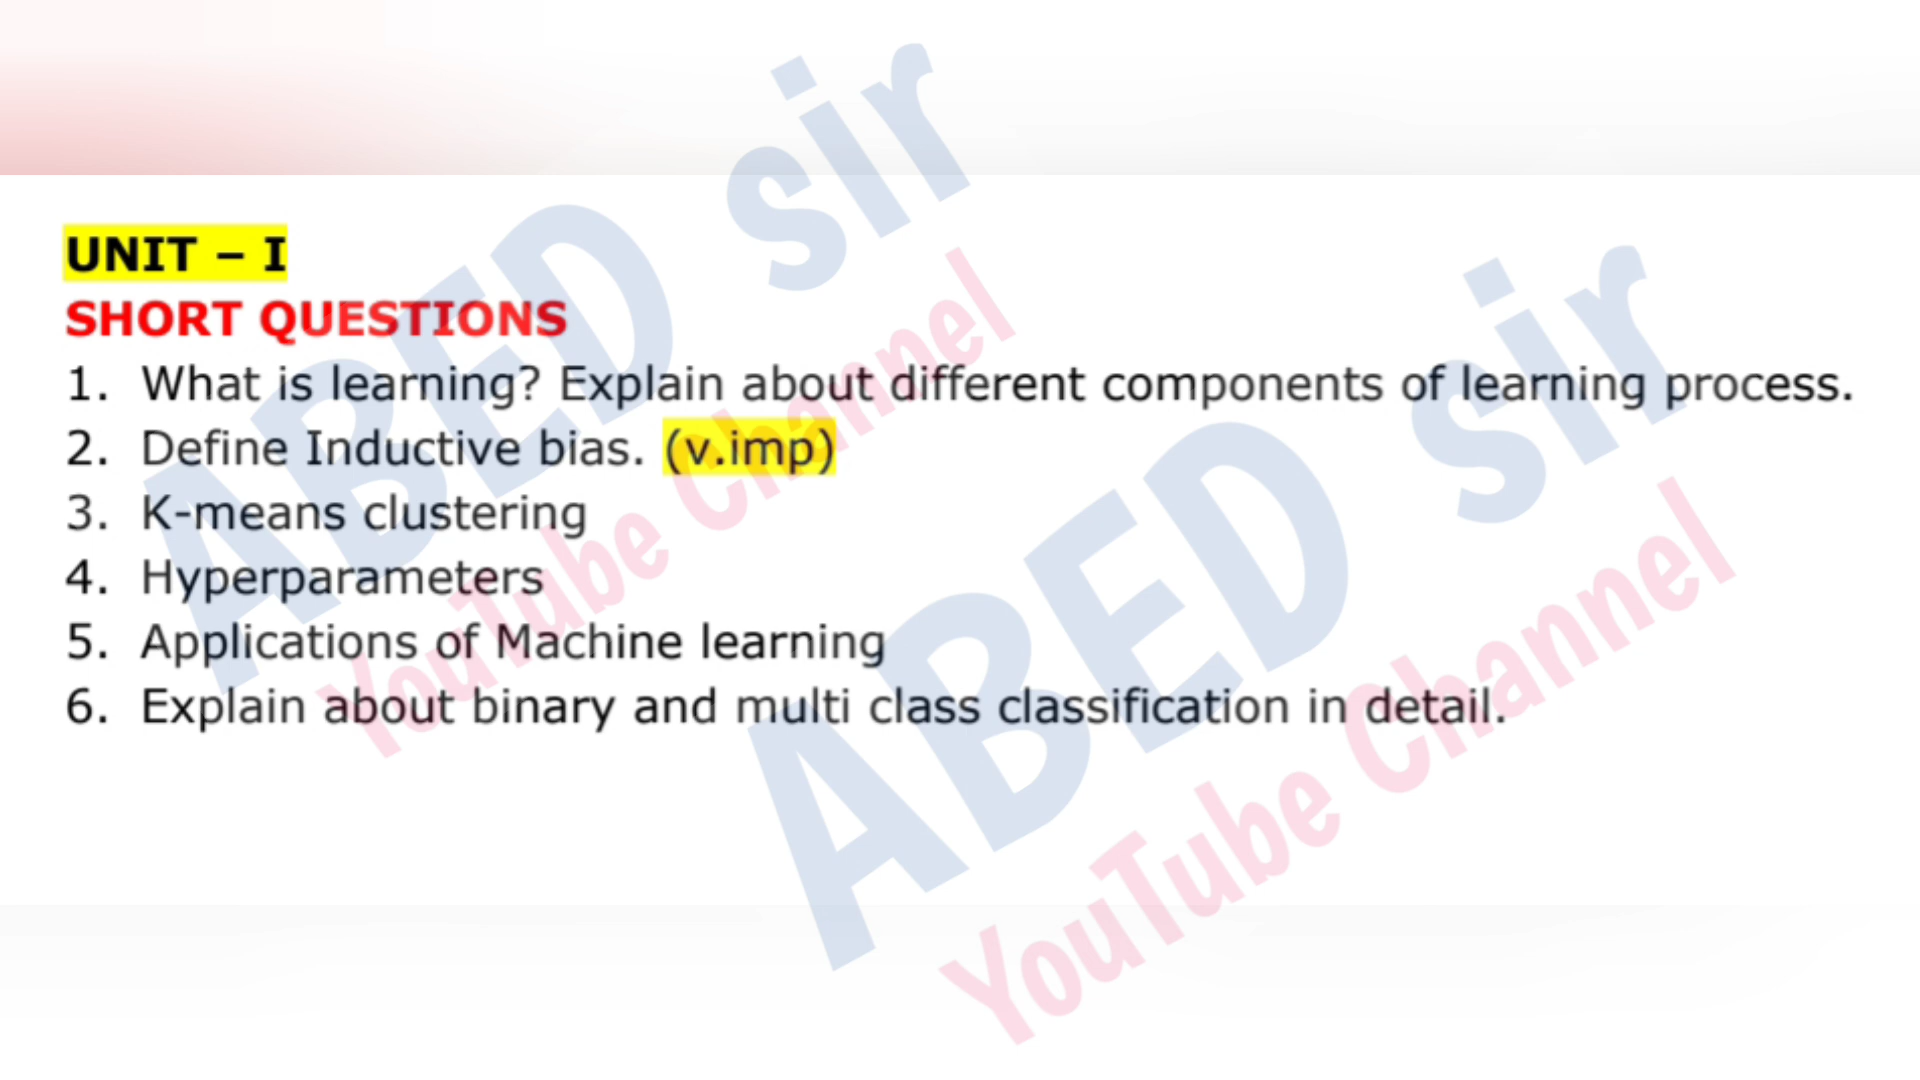 UNIT – I
SHORT QUESTIONS
1. What is learning? Explain about different components of learning process.
2. Define Inductive bias. (v.imp)
3. K-means clustering
4. Hyperparameters
5. Applications of Machine learning
6. Explain about binary and multi class classification in detail.
ABED sir
YouTube Channel
ABED sir
YouTube Channel